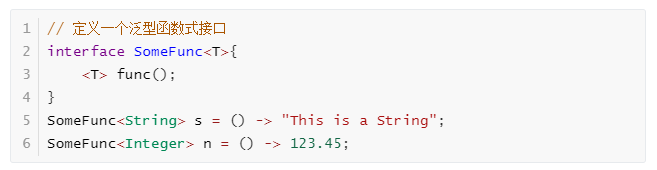 1 // 定义一个泛型函数式接口
2 interface SomeFunc<T>{
3     <T> func();
4 }
5 SomeFunc<String> s = () -> "This is a String";
6 SomeFunc<Integer> n = () -> 123.45;